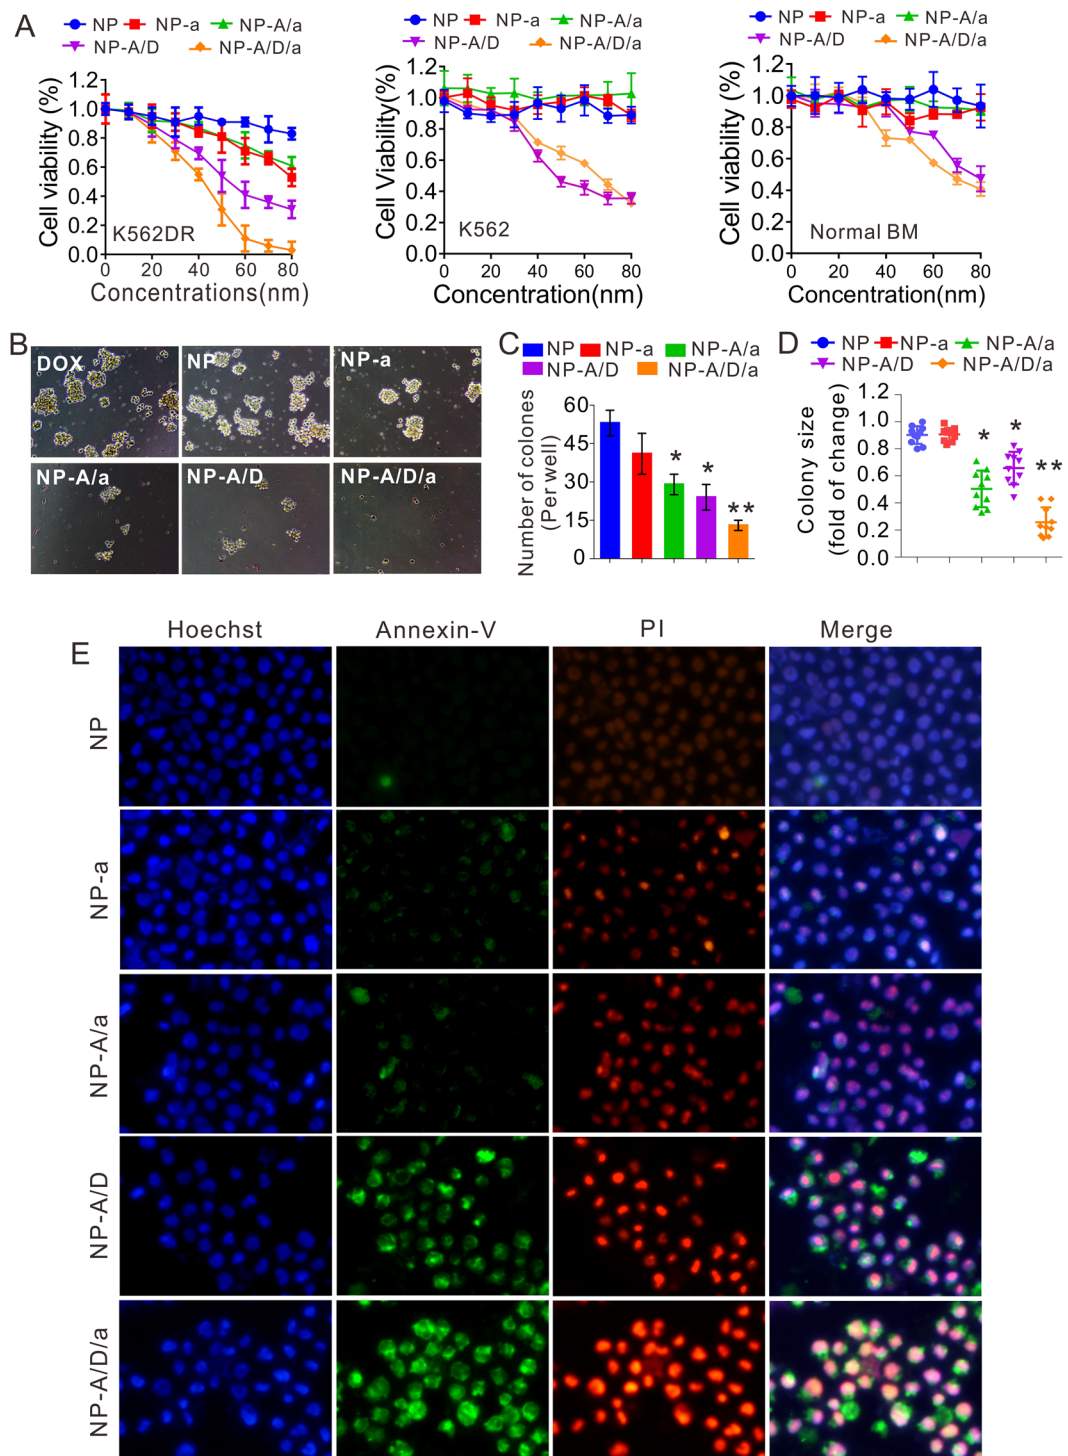 A
NP NP-a NP-A/a
NP-A/D NP-A/D/a
Cell viability (%)
1.2
1.0
0.8
0.6
0.4
0.2
0.0
K562DR
0 20 40 60 80
Concentrations(nm)
NP NP-a NP-A/a
NP-A/D NP-A/D/a
Cell Viability(%)
1.2
1.0
0.8
0.6
0.4
0.2
0.0
K562
0 20 40 60 80
Concentration(nm)
NP NP-a NP-A/a
NP-A/D NP-A/D/a
Cell viability (%)
1.2
1.0
0.8
0.6
0.4
0.2
0.0
Normal BM
0 20 40 60 80
Concentration(nm)
B
DOX NP NP-a
NP-A/a NP-A/D NP-A/D/a
C
NP NP-a NP-A/a
NP-A/D NP-A/D/a
Number of colones
(Per well)
60
45
30
15
0
* * **
D
NP NP-a NP-A/a
NP-A/D NP-A/D/a
Colony size
(fold of change)
1.2
1.0
0.8
0.6
0.4
0.2
0.0
* * **
E
Hoechst Annexin-V PI Merge
NP
NP-a
NP-A/a
NP-A/D
NP-A/D/a